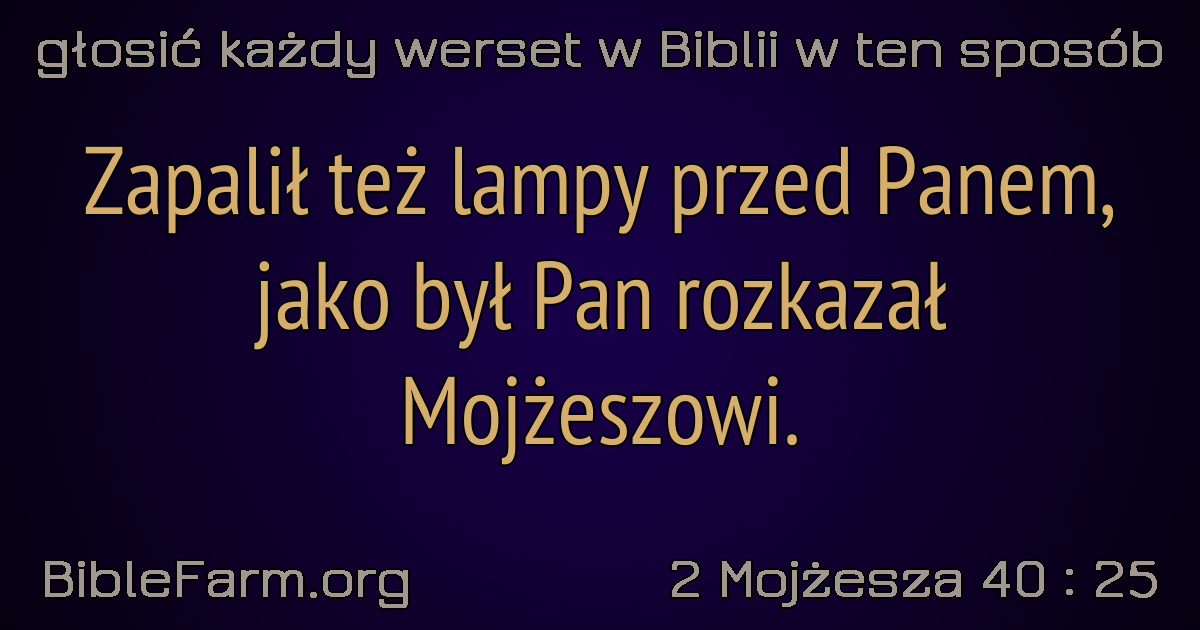 głosić każdy werset w Biblii w ten sposób
Zapalił też lampy przed Panem,
jako był Pan rozkazał
Mojżeszowi.
BibleFarm.org
2 Mojżesza 40 : 25